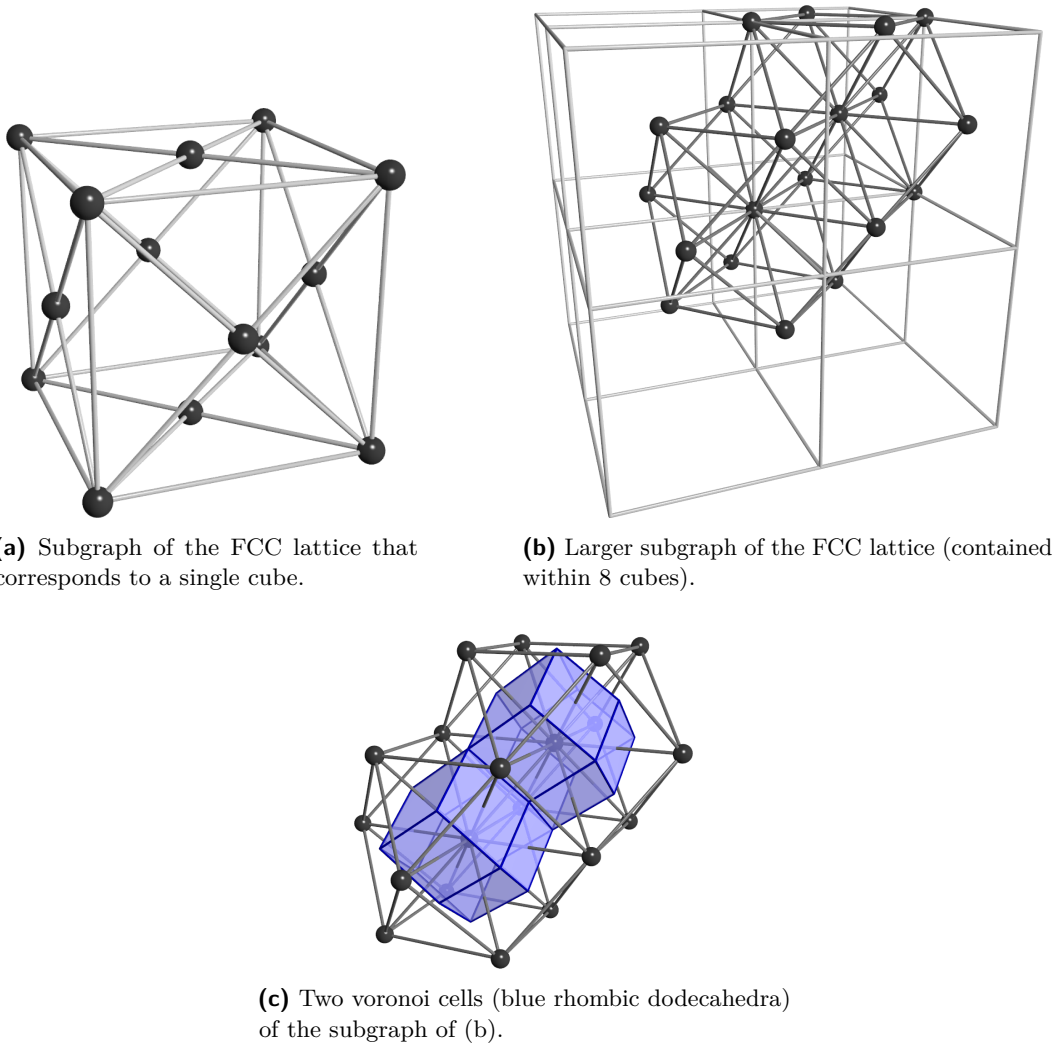 (a) Subgraph of the FCC lattice that
corresponds to a single cube.
(b) Larger subgraph of the FCC lattice (contained
within 8 cubes).
(c) Two voronoi cells (blue rhombic dodecahedra)
of the subgraph of (b).